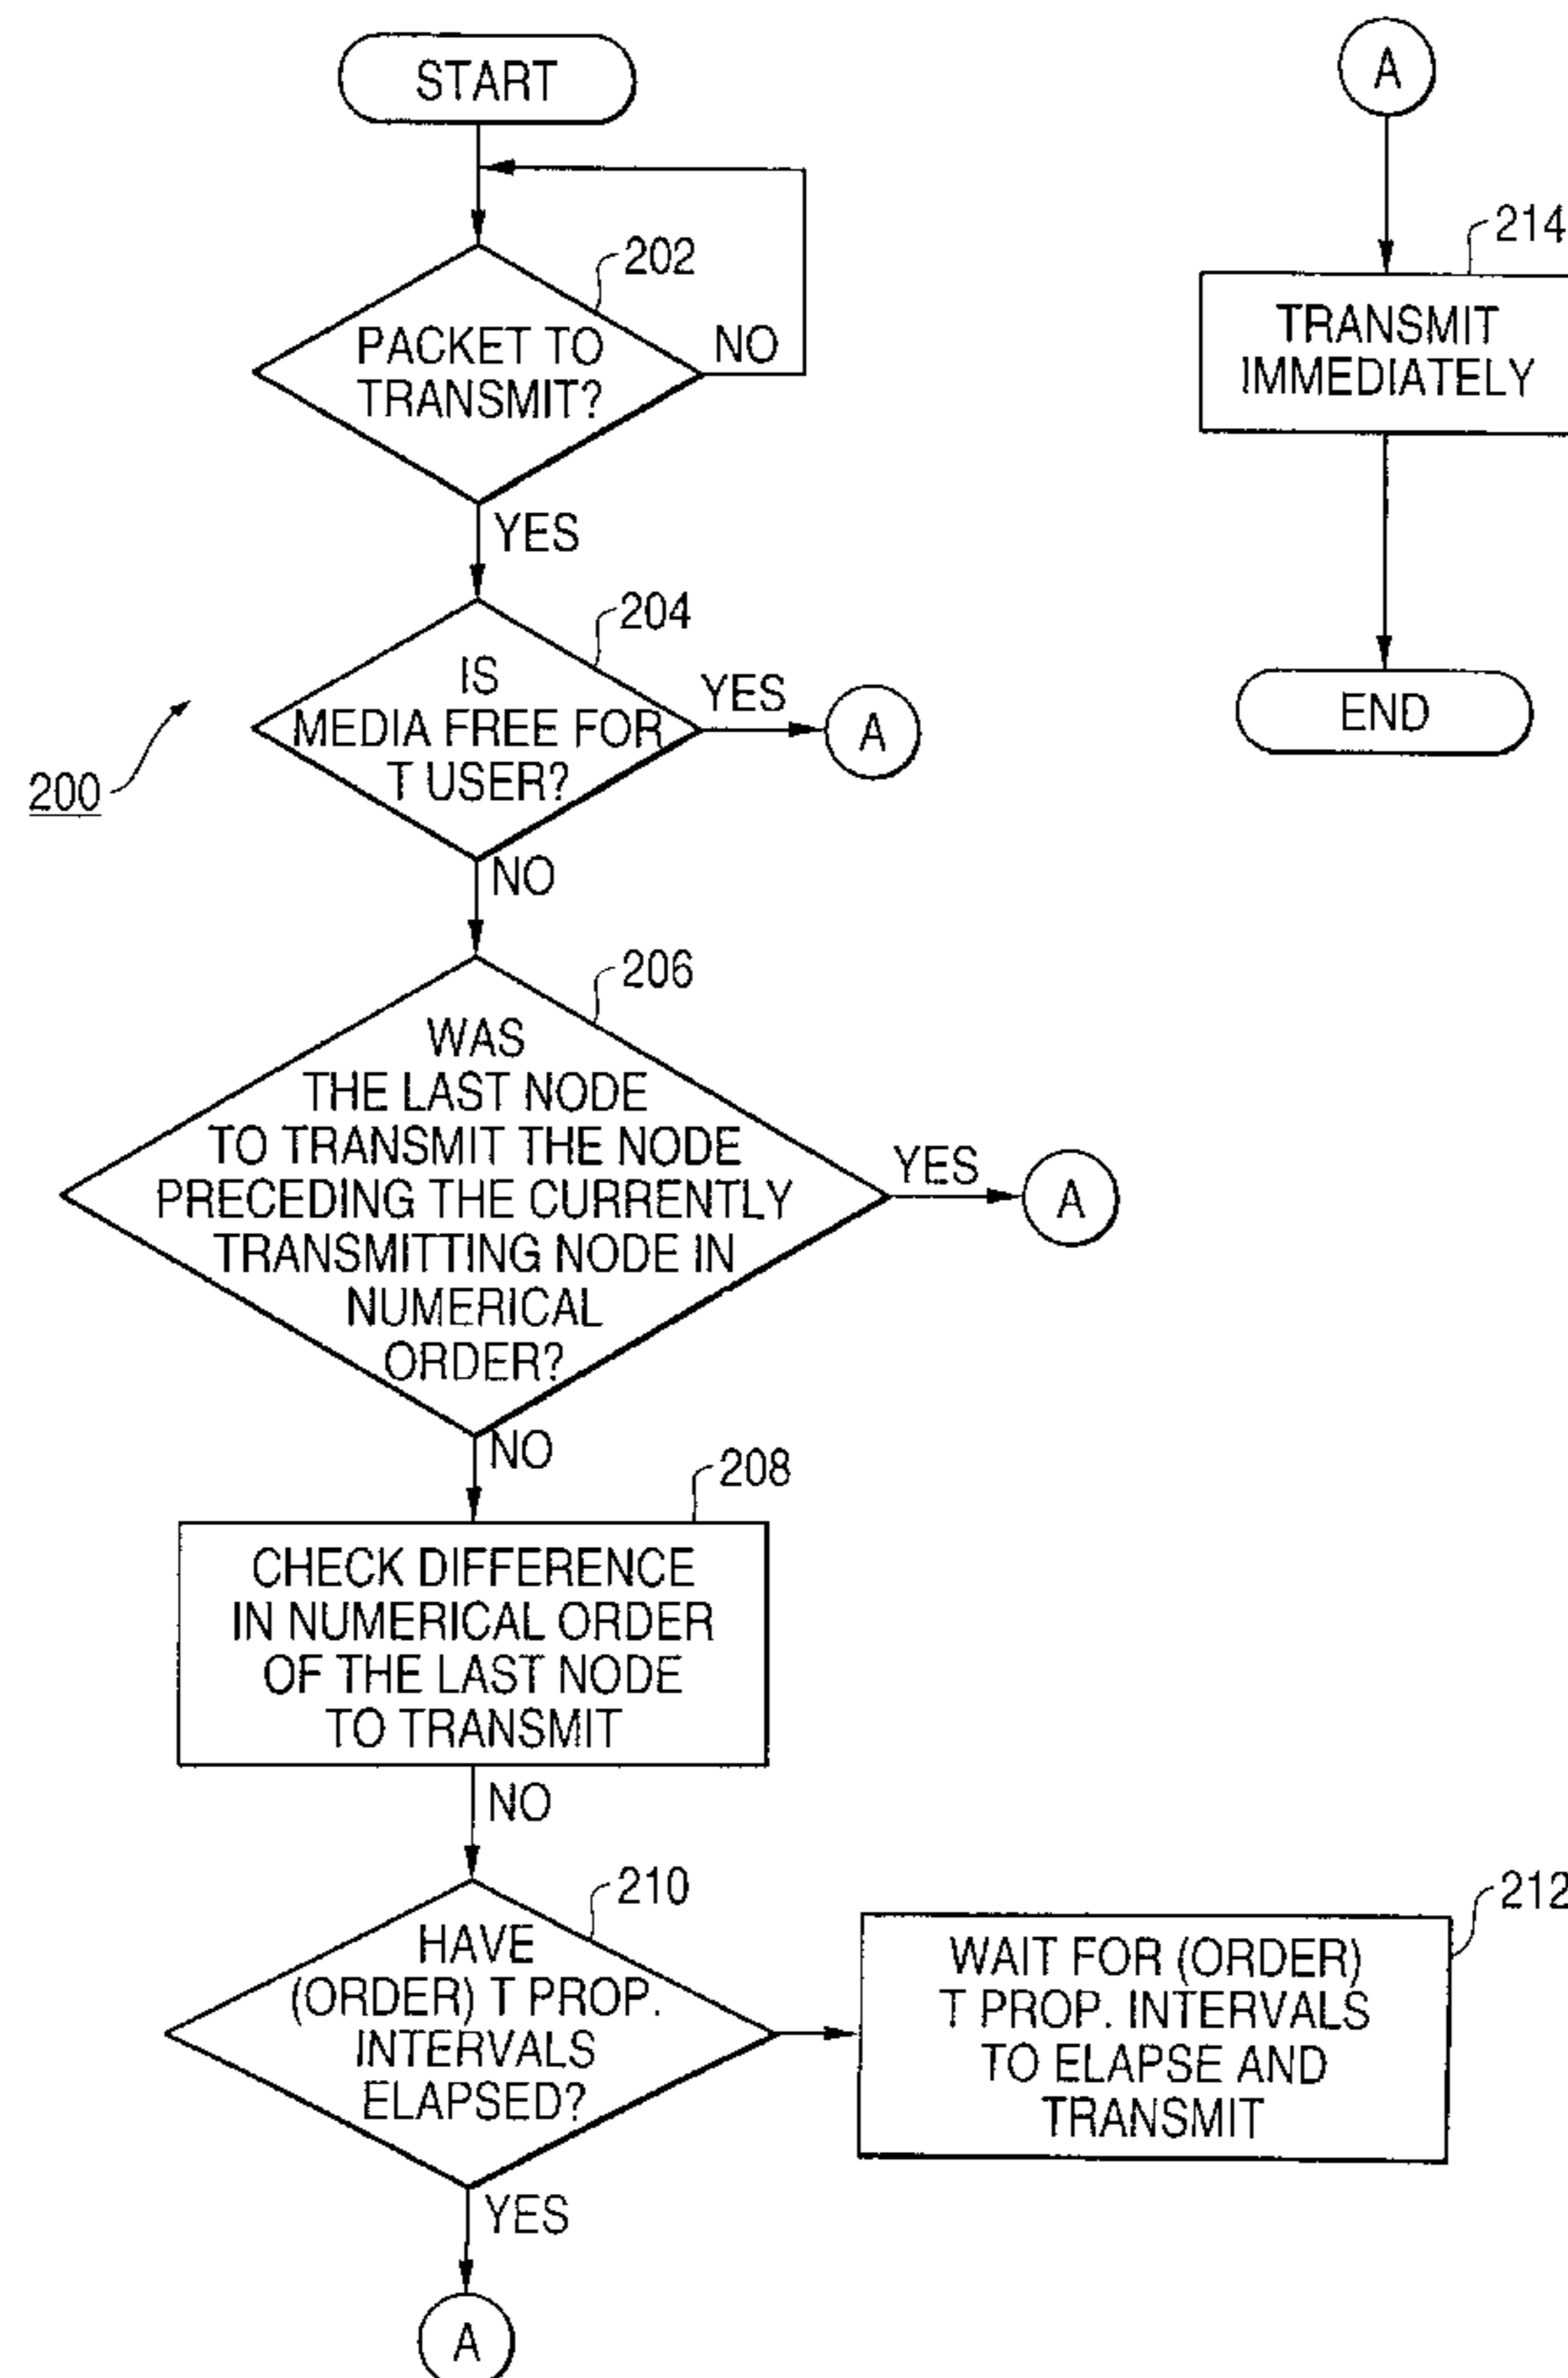 START
202
PACKET TO
TRANSMIT?
NO
YES
204
IS
MEDIA FREE FOR
T USER?
YES
A
200
NO
206
WAS
THE LAST NODE
TO TRANSMIT THE NODE
PRECEDING THE CURRENTLY
TRANSMITTING NODE IN
NUMERICAL
ORDER?
YES
A
NO
208
CHECK DIFFERENCE
IN NUMERICAL ORDER
OF THE LAST NODE
TO TRANSMIT
NO
210
HAVE
(ORDER) T PROP.
INTERVALS
ELAPSED?
212
WAIT FOR (ORDER)
T PROP. INTERVALS
TO ELAPSE AND
TRANSMIT
YES
A
A
214
TRANSMIT
IMMEDIATELY
END